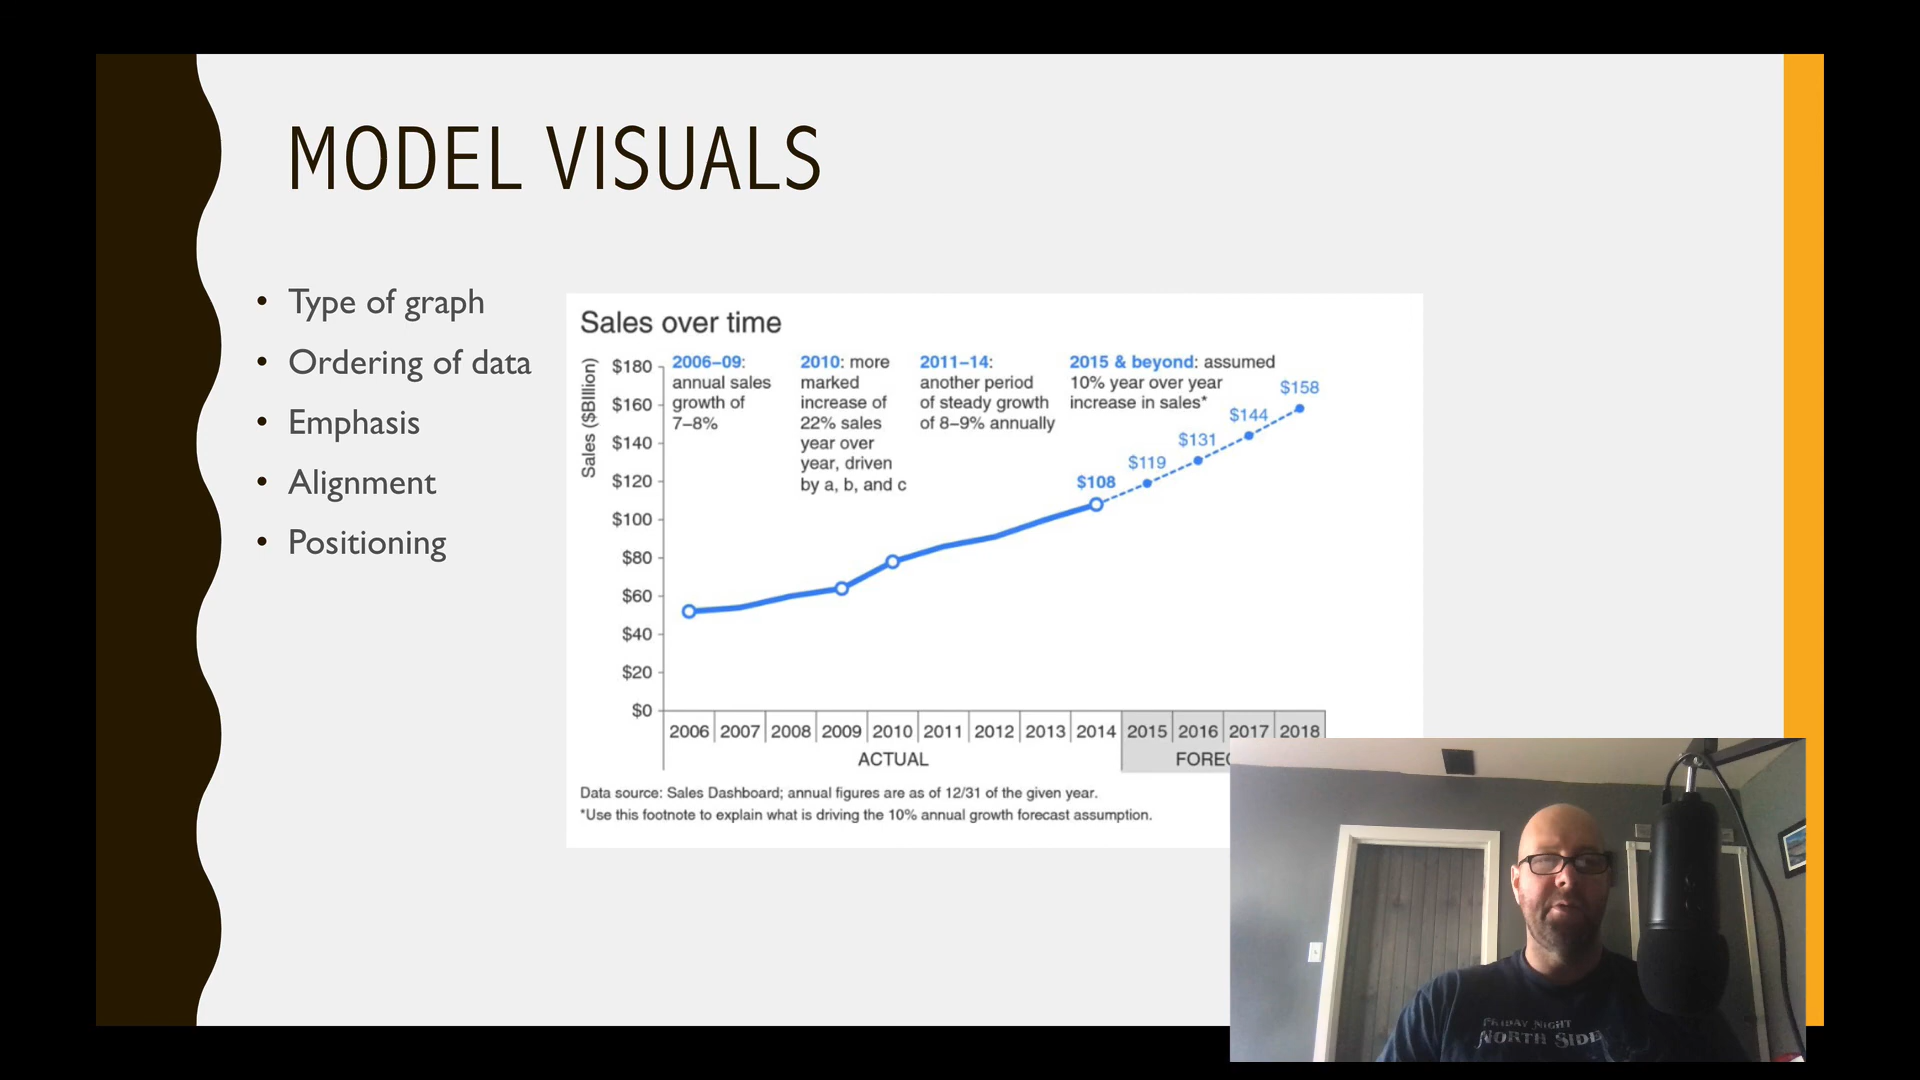 MODEL VISUALS
• Type of graph
• Ordering of data
• Emphasis
• Alignment
• Positioning
Sales over time
Sales ($Billion)
$180
$160
$140
$120
$100
$80
$60
$40
$20
$0
2006–09:
annual sales
growth of
7–8%
2010: more
marked
increase of
22% sales
year over
year, driven
by a, b, and c
2011–14:
another period
of steady growth
of 8–9% annually
2015 & beyond: assumed
10% year over year
increase in sales*
$108
$119
$131
$144
$158
2006 2007 2008 2009 2010 2011 2012 2013 2014 2015 2016 2017 2018
ACTUAL
Data source: Sales Dashboard; annual figures are as of 12/31 of the given year.
*Use this footnote to explain what is driving the 10% annual growth forecast assumption.
FRIDAY NIGHT
NORTH SIDE